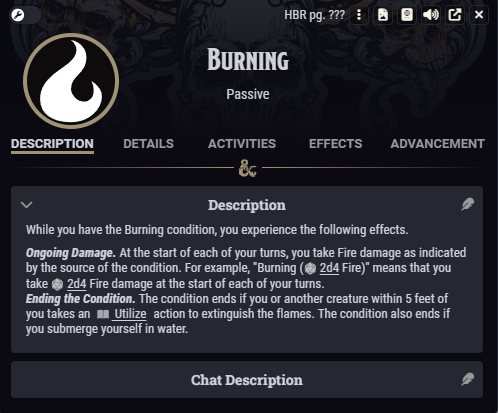 HBR pg. ???
Burning
Passive
DESCRIPTION DETAILS ACTIVITIES EFFECTS ADVANCEMENT
&
Description
While you have the Burning condition, you experience the following effects.
Ongoing Damage. At the start of each of your turns, you take Fire damage as indicated
by the source of the condition. For example, "Burning ( 2d4 Fire)" means that you
take 2d4 Fire damage at the start of each of your turns.
Ending the Condition. The condition ends if you or another creature within 5 feet of
you takes an Utilize action to extinguish the flames. The condition also ends if
you submerge yourself in water.
Chat Description